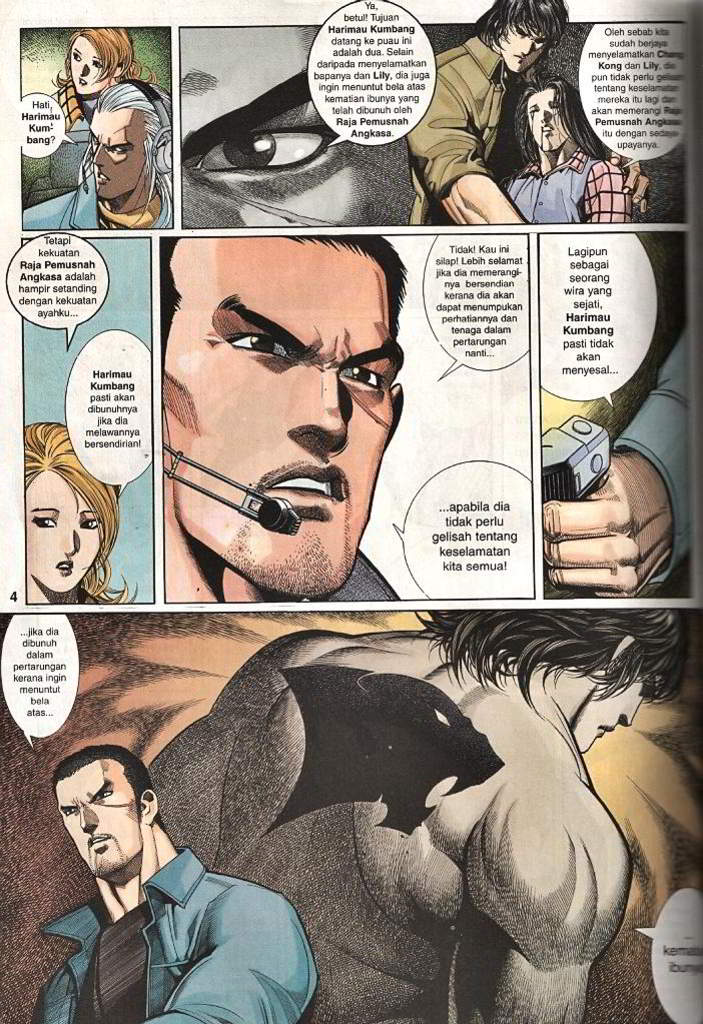 Hati,
Harimau
Kum-
bang?
Ya,
betul! Tujuan
Harimau Kumbang
datang ke puau ini
adalah dua. Selain
daripada menyelamatkan
bapanya dan Lily, dia juga
ingin menuntut bela atas
kematian ibunya yang
telah dibunuh oleh
Raja Pemusnah
Angkasa.
Oleh sebab kita
sudah berjaya
menyelamatkan Chang
Kong dan Lily, dia
pun tidak perlu gelisah
tentang keselamatan
mereka itu lagi dan
akan memerangi Raja
Pemusnah Angkasa
itu dengan sedaya
upayanya.
Tetapi
kekuatan
Raja Pemusnah
Angkasa adalah
hampir setanding
dengan kekuatan
ayahku...
Harimau
Kumbang
pasti akan
dibunuhnya
jika dia
melawannya
bersendirian!
Tidak! Kau ini
silap! Lebih selamat
jika dia memerangi-
nya bersendirian
kerana dia akan
dapat menumpukan
perhatiannya dan
tenaga dalam
pertarungan
nanti...
...apabila dia
tidak perlu
gelisah tentang
keselamatan
kita semua!
Lagipun
sebagai
seorang
wira yang
sejati,
Harimau
Kumbang
pasti tidak
akan
menyesal...
4
...jika dia
dibunuh
dalam
pertarungan
kerana ingin
menuntut
bela
atas...
...